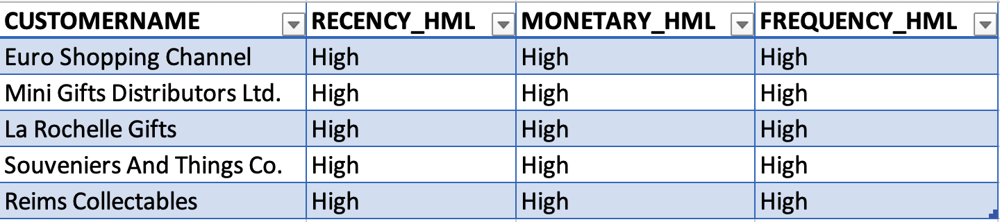 CUSTOMERNAME RECENCY_HML MONETARY_HML FREQUENCY_HML
Euro Shopping Channel High High High
Mini Gifts Distributors Ltd. High High High
La Rochelle Gifts High High High
Souveniers And Things Co. High High High
Reims Collectables High High High